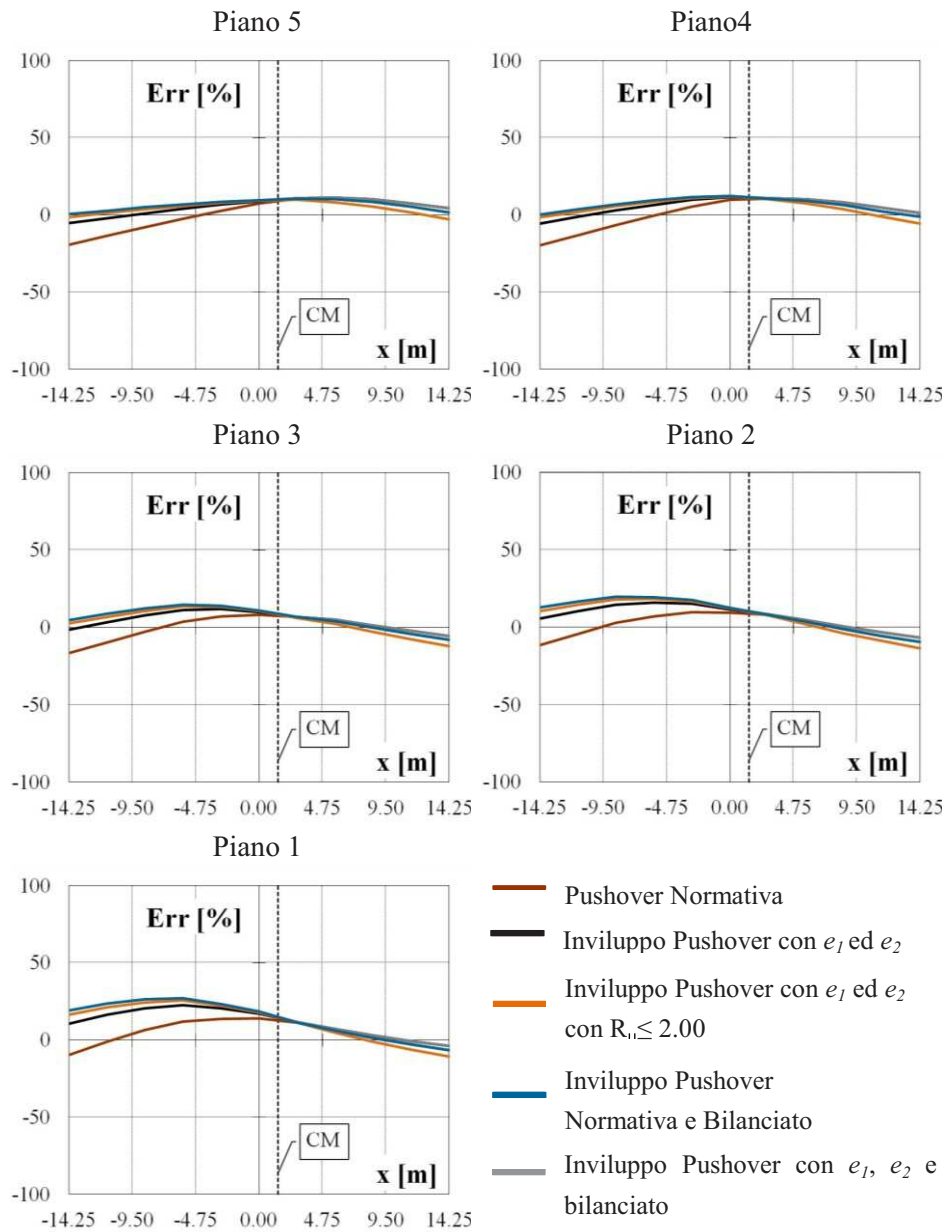 Piano 5
Piano4
100
50
0
-50
-100
Err [%]
CM
x [m]
-14.25 -9.50 -4.75 0.00 4.75 9.50 14.25
100
50
0
-50
-100
Err [%]
CM
x [m]
-14.25 -9.50 -4.75 0.00 4.75 9.50 14.25
Piano 3
Piano 2
100
50
0
-50
-100
Err [%]
CM
x [m]
-14.25 -9.50 -4.75 0.00 4.75 9.50 14.25
100
50
0
-50
-100
Err [%]
CM
x [m]
-14.25 -9.50 -4.75 0.00 4.75 9.50 14.25
Piano 1
100
50
0
-50
-100
Err [%]
CM
x [m]
-14.25 -9.50 -4.75 0.00 4.75 9.50 14.25
Pushover Normativa
Inviluppo Pushover con e1 ed e2
Inviluppo Pushover con e1 ed e2
con Rμ≤ 2.00
Inviluppo Pushover
Normativa e Bilanciato
Inviluppo Pushover con e1, e2 e
bilanciato